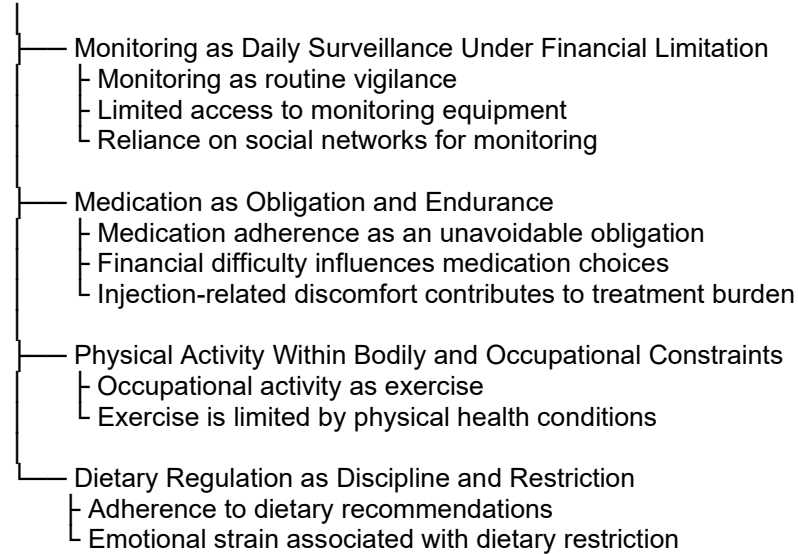 Monitoring as Daily Surveillance Under Financial Limitation
Monitoring as routine vigilance
Limited access to monitoring equipment
Reliance on social networks for monitoring
Medication as Obligation and Endurance
Medication adherence as an unavoidable obligation
Financial difficulty influences medication choices
Injection-related discomfort contributes to treatment burden
Physical Activity Within Bodily and Occupational Constraints
Occupational activity as exercise
Exercise is limited by physical health conditions
Dietary Regulation as Discipline and Restriction
Adherence to dietary recommendations
Emotional strain associated with dietary restriction